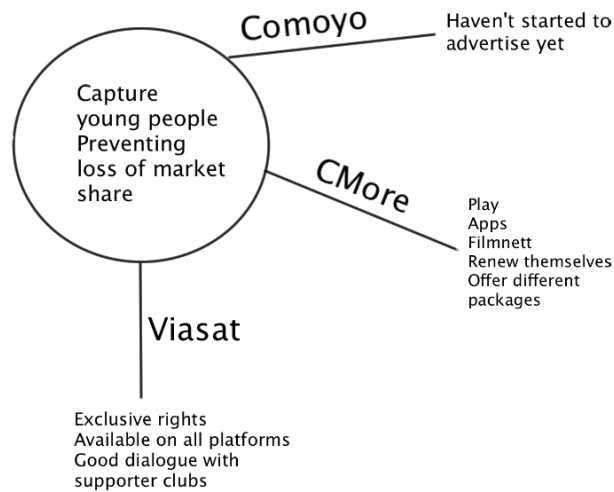 Comoyo
Haven't started to
advertise yet
Capture
young people
Preventing
loss of market
share
CMore
Play
Apps
Filmnett
Renew themselves
Offer different
packages
Viasat
Exclusive rights
Available on all platforms
Good dialogue with
supporter clubs